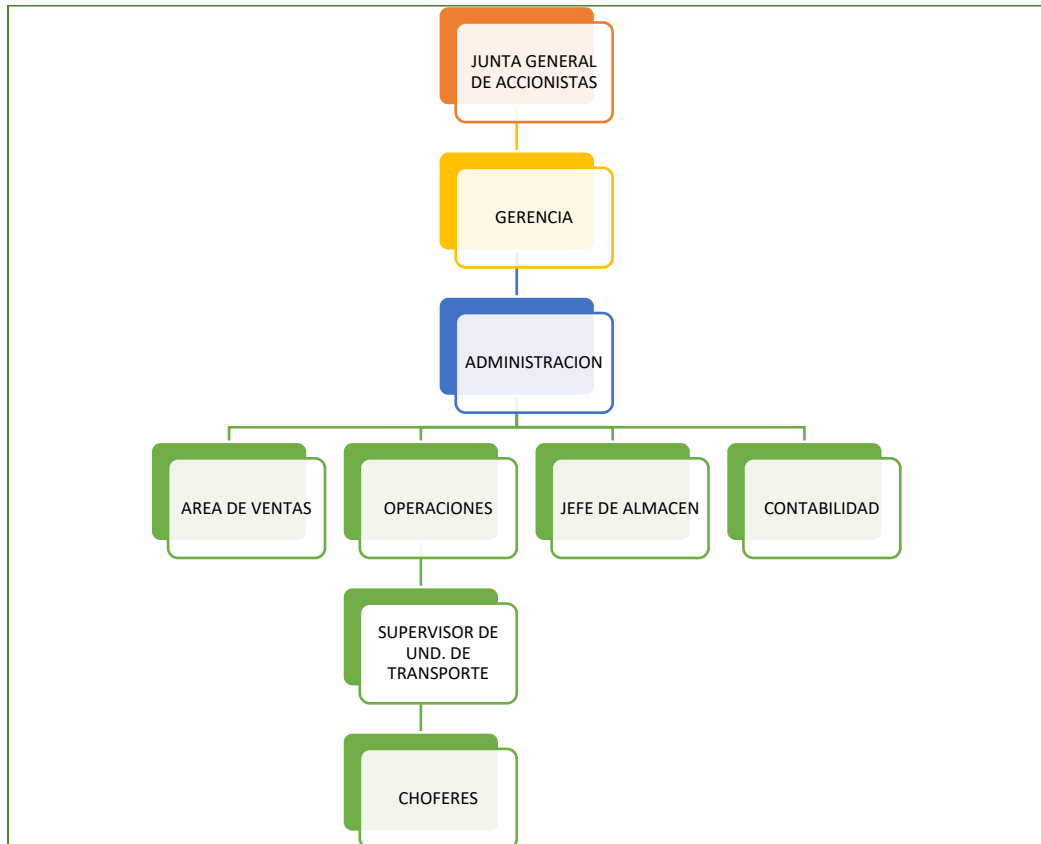 JUNTA GENERAL
DE ACCIONISTAS
GERENCIA
ADMINISTRACION
AREA DE VENTAS
OPERACIONES
JEFE DE ALMACEN
CONTABILIDAD
SUPERVISOR DE
UND. DE
TRANSPORTE
CHOFERES